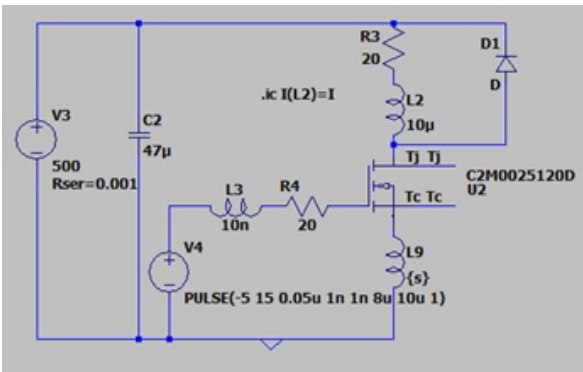 R3
20
D1
D
.ic I(L2)=I
L2
10µ
V3
500
Rser=0.001
C2
47µ
Tj Tj
C2M0025120D
U2
Tc Tc
L3
10n
R4
20
V4
PULSE(-5 15 0.05u 1n 1n 8u 10u 1)
L9
{s}